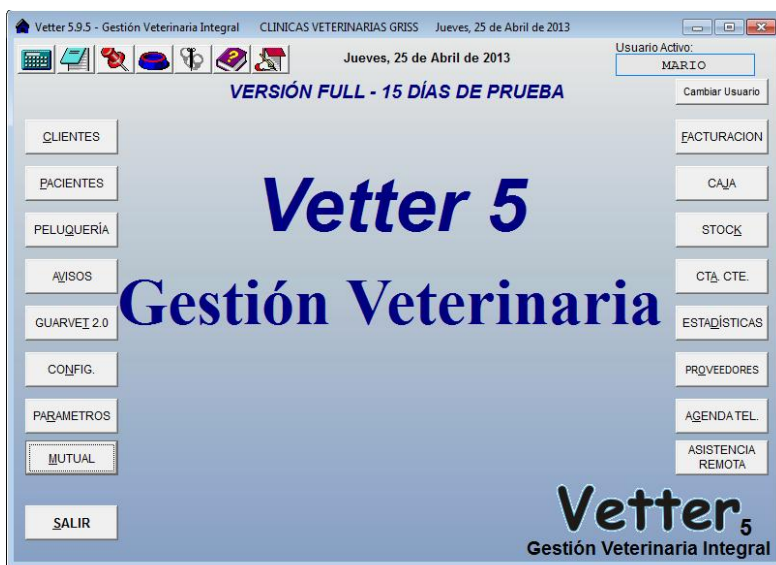 Vetter 5.9.5 - Gestión Veterinaria Integral CLINICAS VETERINARIAS GRISS Jueves, 25 de Abril de 2013
Jueves, 25 de Abril de 2013
Usuario Activo:
MARIO
VERSIÓN FULL - 15 DÍAS DE PRUEBA
Cambiar Usuario
CLIENTES
FACTURACION
PACIENTES
CAJA
Vetter 5
PELUQUERÍA
STOCK
AVISOS
CTA. CTE.
Gestión Veterinaria
GUARVET 2.0
ESTADÍSTICAS
CONFIG.
PROVEEDORES
PARAMETROS
AGENDA TEL.
MUTUAL
ASISTENCIA
REMOTA
SALIR
Vetter 5
Gestión Veterinaria Integral